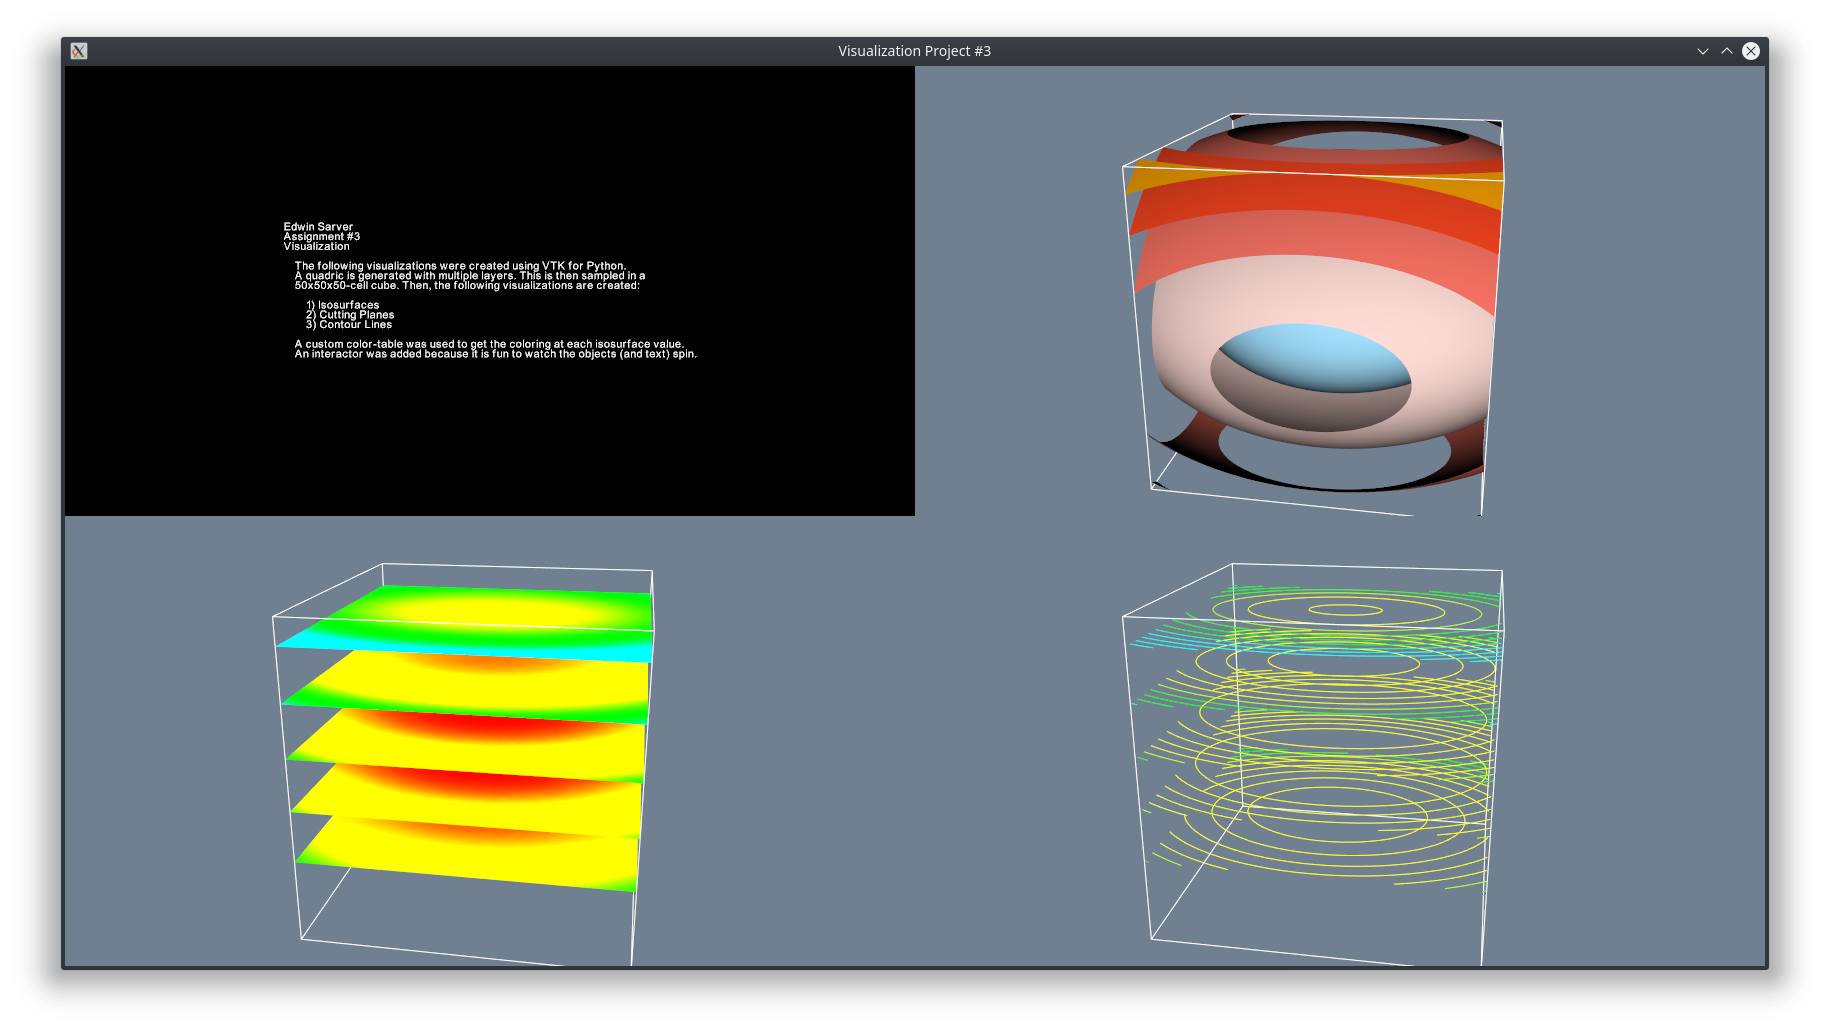 Visualization Project #3
Edwin Sarver
Assignment #3
Visualization
The following visualizations were created using VTK for Python.
A quadric is generated with multiple layers. This is then sampled in a
50x50x50-cell cube. Then, the following visualizations are created:
1) Isosurfaces
2) Cutting Planes
3) Contour Lines
A custom color-table was used to get the coloring at each isosurface value.
An interactor was added because it is fun to watch the objects (and text) spin.